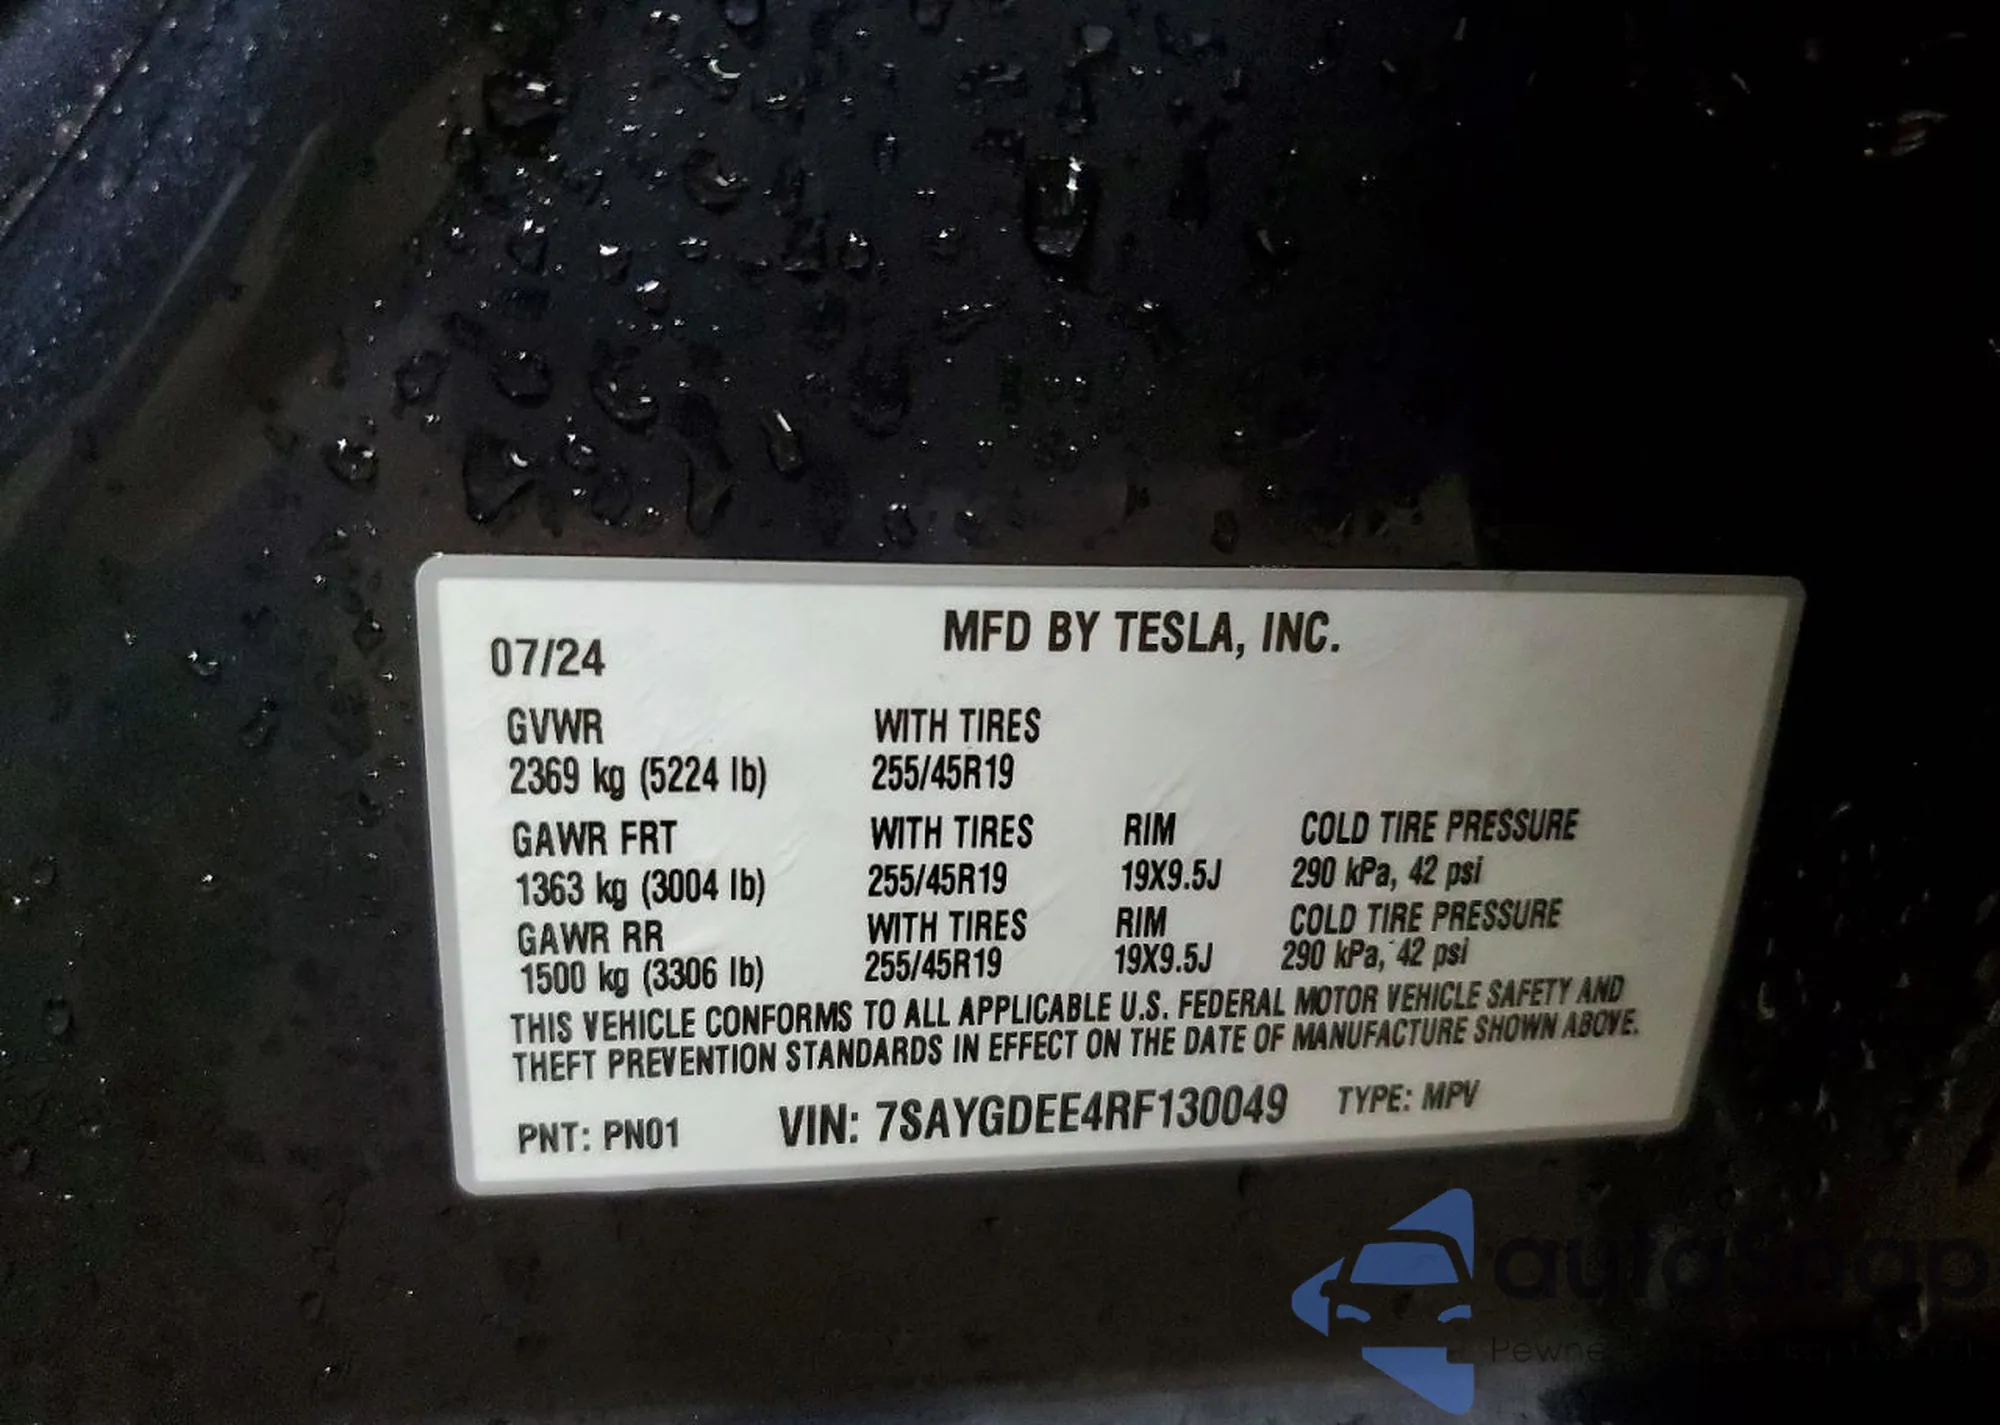 07/24
MFD BY TESLA, INC.
GVWR WITH TIRES
2369 kg (5224 lb) 255/45R19
GAWR FRT WITH TIRES RIM COLD TIRE PRESSURE
1363 kg (3004 lb) 255/45R19 19X9.5J 290 kPa, 42 psi
GAWR RR WITH TIRES RIM COLD TIRE PRESSURE
1500 kg (3306 lb) 255/45R19 19X9.5J 290 kPa, 42 psi
THIS VEHICLE CONFORMS TO ALL APPLICABLE U.S. FEDERAL MOTOR VEHICLE SAFETY AND
THEFT PREVENTION STANDARDS IN EFFECT ON THE DATE OF MANUFACTURE SHOWN ABOVE.
PNT: PN01 VIN: 7SAYGDEE4RF130049 TYPE: MPV
autasnap